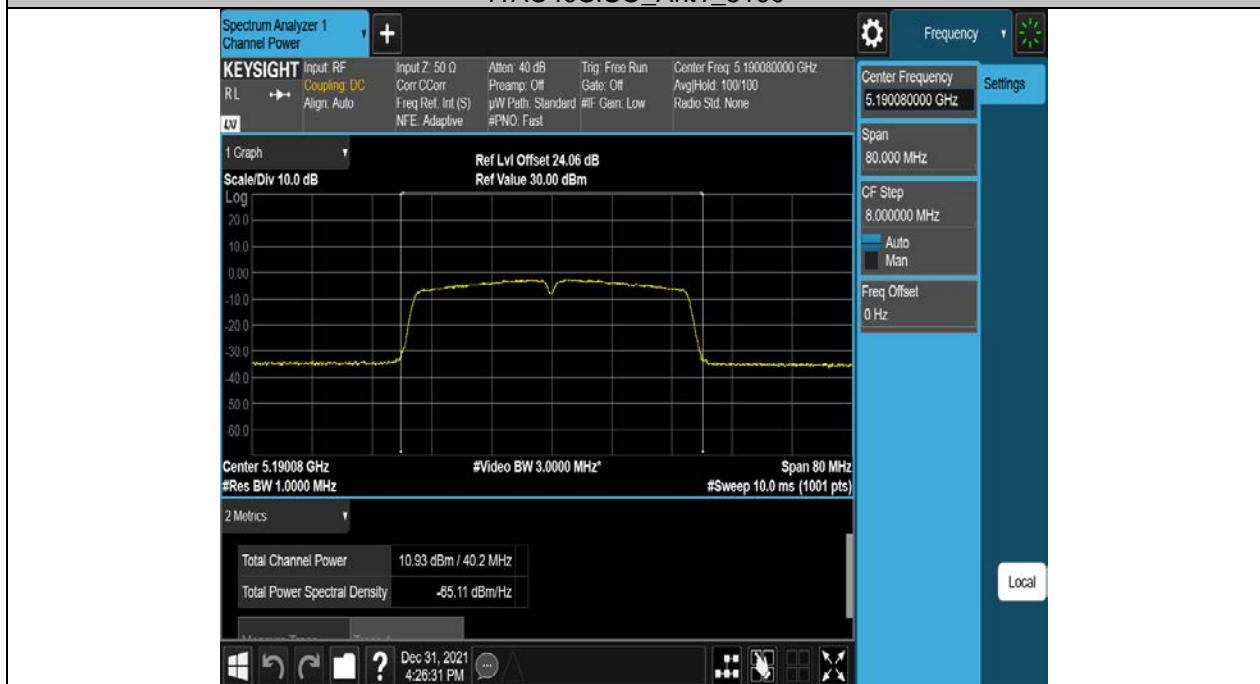 Spectrum Analyzer 1
Channel Power
+
Frequency
KEYSIGHT
RL
LXI
Input: RF
Coupling: DC
Align: Auto
Input Z: 50 Ω
Corr CCorr
Freq Ref: Int (S)
NFE: Adaptive
Atten: 40 dB
Preamp: Off
µW Path: Standard
#PNO: Fast
Trig: Free Run
Gate: Off
#IF Gain: Low
Center Freq: 5.190080000 GHz
Avg|Hold: 100/100
Radio Std: None
Center Frequency
5.190080000 GHz
Settings
Span
80.000 MHz
CF Step
8.000000 MHz
Auto
Man
Freq Offset
0 Hz
Local
1 Graph
Scale/Div 10.0 dB
Ref Lvl Offset 24.06 dB
Ref Value 30.00 dBm
Log
20.0
10.0
0.00
-10.0
-20.0
-30.0
-40.0
-50.0
-60.0
Center 5.19008 GHz
#Video BW 3.0000 MHz*
Span 80 MHz
#Res BW 1.0000 MHz
#Sweep 10.0 ms (1001 pts)
2 Metrics
Total Channel Power 10.93 dBm / 40.2 MHz
Total Power Spectral Density -65.11 dBm/Hz
?
Dec 31, 2021
4:26:31 PM